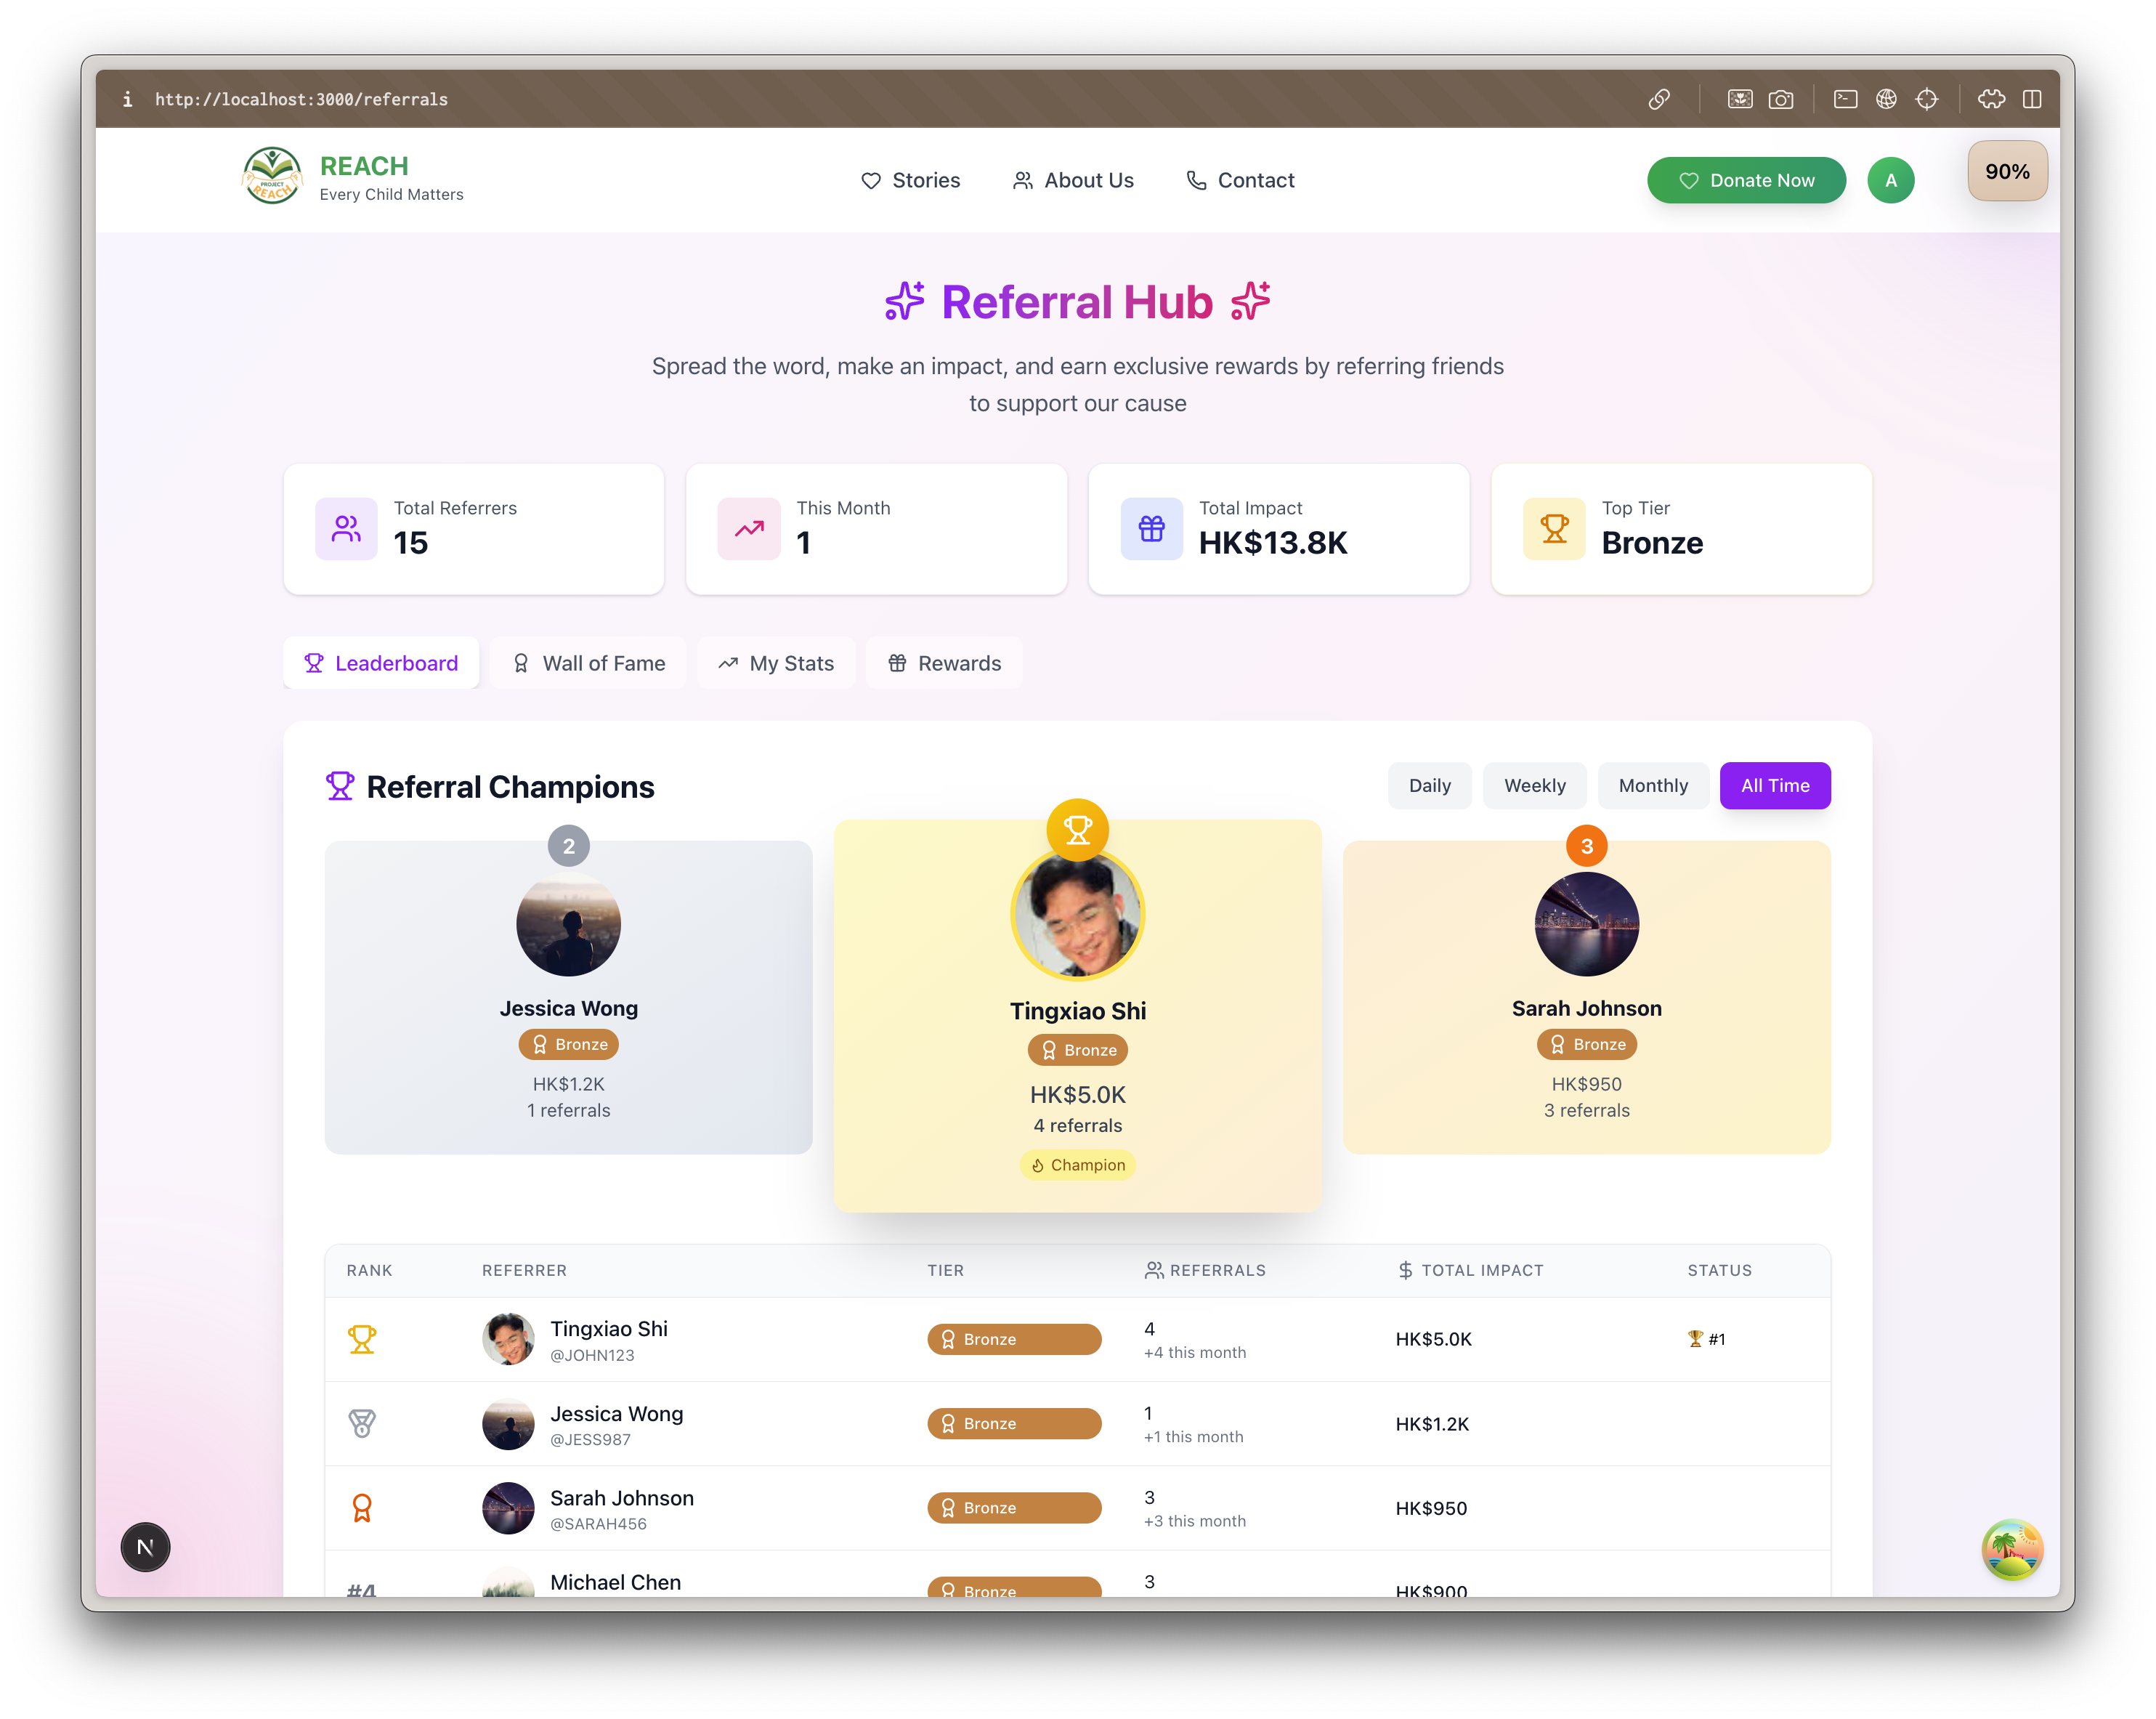 i http://localhost:3000/referrals
90%
PROJECT
REACH
REACH
Every Child Matters
Stories
About Us
Contact
Donate Now
A
Referral Hub
Spread the word, make an impact, and earn exclusive rewards by referring friends
to support our cause
Total Referrers
15
This Month
1
Total Impact
HK$13.8K
Top Tier
Bronze
Leaderboard
Wall of Fame
My Stats
Rewards
Referral Champions
Daily
Weekly
Monthly
All Time
2
Jessica Wong
Bronze
HK$1.2K
1 referrals
Tingxiao Shi
Bronze
HK$5.0K
4 referrals
Champion
3
Sarah Johnson
Bronze
HK$950
3 referrals
RANK REFERRER TIER REFERRALS $ TOTAL IMPACT STATUS
Tingxiao Shi
@JOHN123
Bronze
4
+4 this month
HK$5.0K
🏆 #1
Jessica Wong
@JESS987
Bronze
1
+1 this month
HK$1.2K
Sarah Johnson
@SARAH456
Bronze
3
+3 this month
HK$950
#4
Michael Chen
Bronze
3
HK$900
N